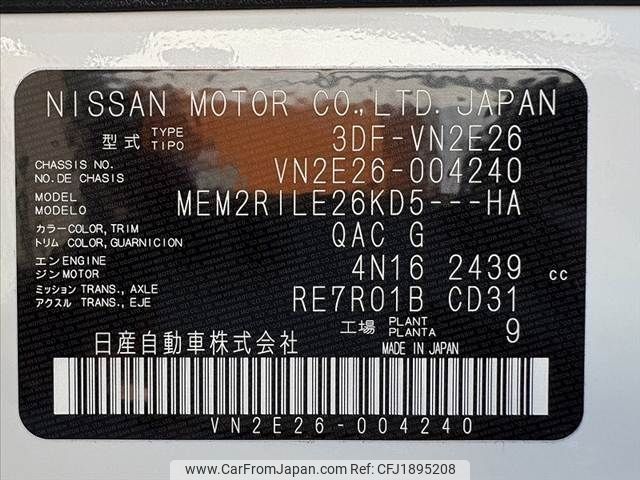 NISSAN MOTOR CO., LTD. JAPAN
型式 TYPE TIPO 3DF-VN2E26
CHASSIS NO. NO. DE CHASIS VN2E26-004240
MODEL MODELO MEM2R1LE26KD5---HA
カラー COLOR, TRIM トリム COLOR, GUARNICION QAC G
エンジン ENGINE MOTOR 4N16 2439 cc
ミッション TRANS., AXLE アクスル TRANS., EJE RE7R01B CD31
工場 PLANT PLANTA 9
日産自動車株式会社 MADE IN JAPAN
VN2E26-004240
www.CarFromJapan.com | CarFromJapan | CFJ1895208